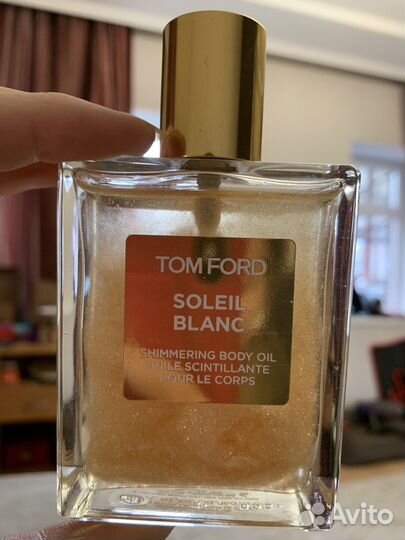 TOM FORD
SOLEIL
BLANC
SHIMMERING BODY OIL
HUILE SCINTILLANTE
POUR LE CORPS
Avito